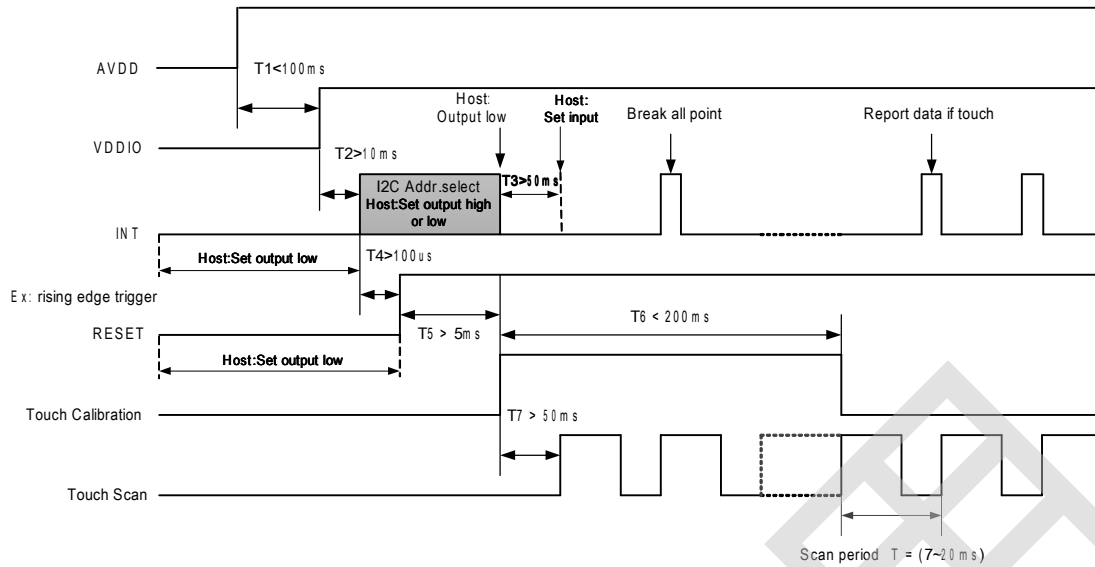 AVDD
T1<100ms
VDDIO
Host:
Output low
Host:
Set input
Break all point
Report data if touch
T2>10ms
I2C Addr.select
Host:Set output high
or low
T3>50ms
INT
Host:Set output low
T4>100us
Ex: rising edge trigger
RESET
T5 > 5ms
T6 < 200ms
Host:Set output low
Touch Calibration
T7 > 50ms
Touch Scan
Scan period T = (7~20ms)